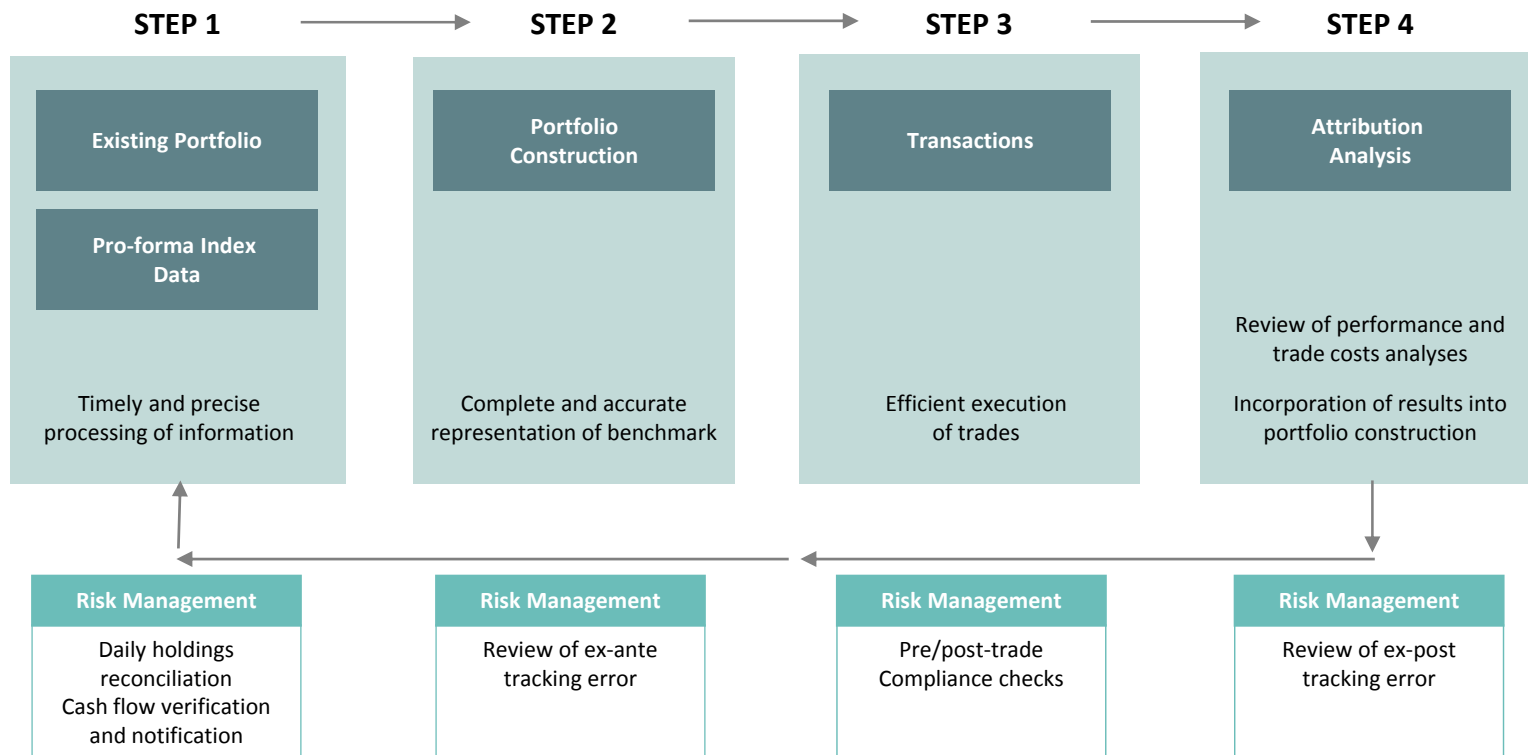 STEP 1
STEP 2
STEP 3
STEP 4
Existing Portfolio
Pro-forma Index
Data
Timely and precise
processing of information
Portfolio
Construction
Complete and accurate
representation of benchmark
Transactions
Efficient execution
of trades
Attribution
Analysis
Review of performance and
trade costs analyses
Incorporation of results into
portfolio construction
Risk Management
Daily holdings
reconciliation
Cash flow verification
and notification
Risk Management
Review of ex-ante
tracking error
Risk Management
Pre/post-trade
Compliance checks
Risk Management
Review of ex-post
tracking error